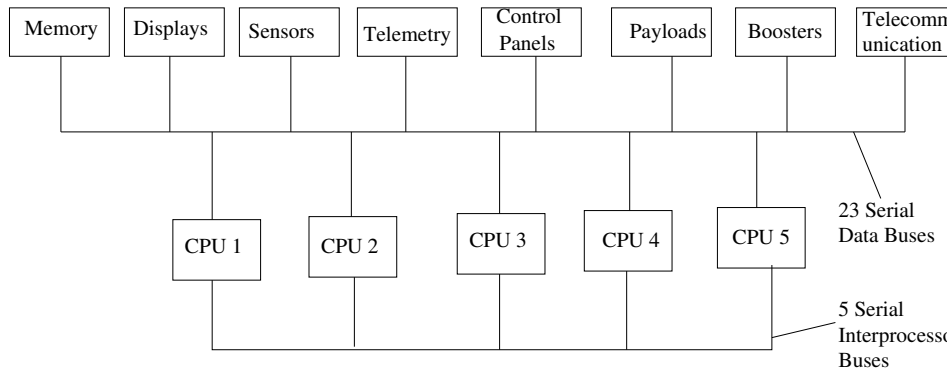 Memory
Displays
Sensors
Telemetry
Control
Panels
Payloads
Boosters
Telecomm
unication
CPU 1
CPU 2
CPU 3
CPU 4
CPU 5
23 Serial
Data Buses
5 Serial
Interprocesso
Buses